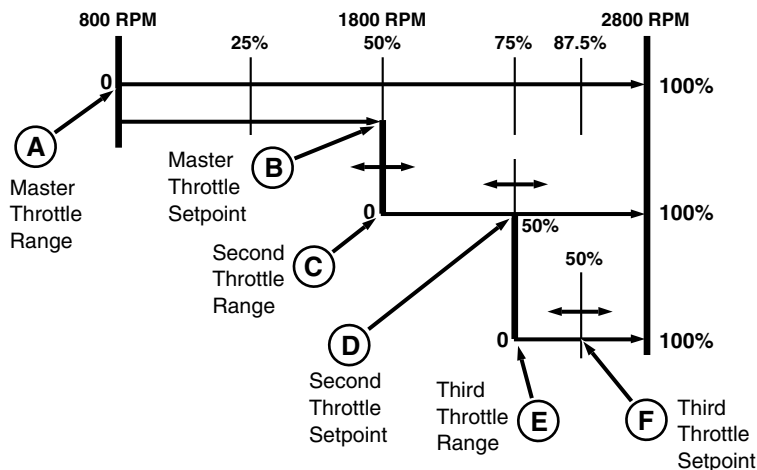 800 RPM 1800 RPM 2800 RPM
25% 50% 75% 87.5%
0 100%
A
Master
Throttle
Range
Master
Throttle
Setpoint
B
0 100%
50%
Second
Throttle
Range
C
50%
0 100%
D
Second
Throttle
Setpoint
Third
Throttle
Range
E
F
Third
Throttle
Setpoint